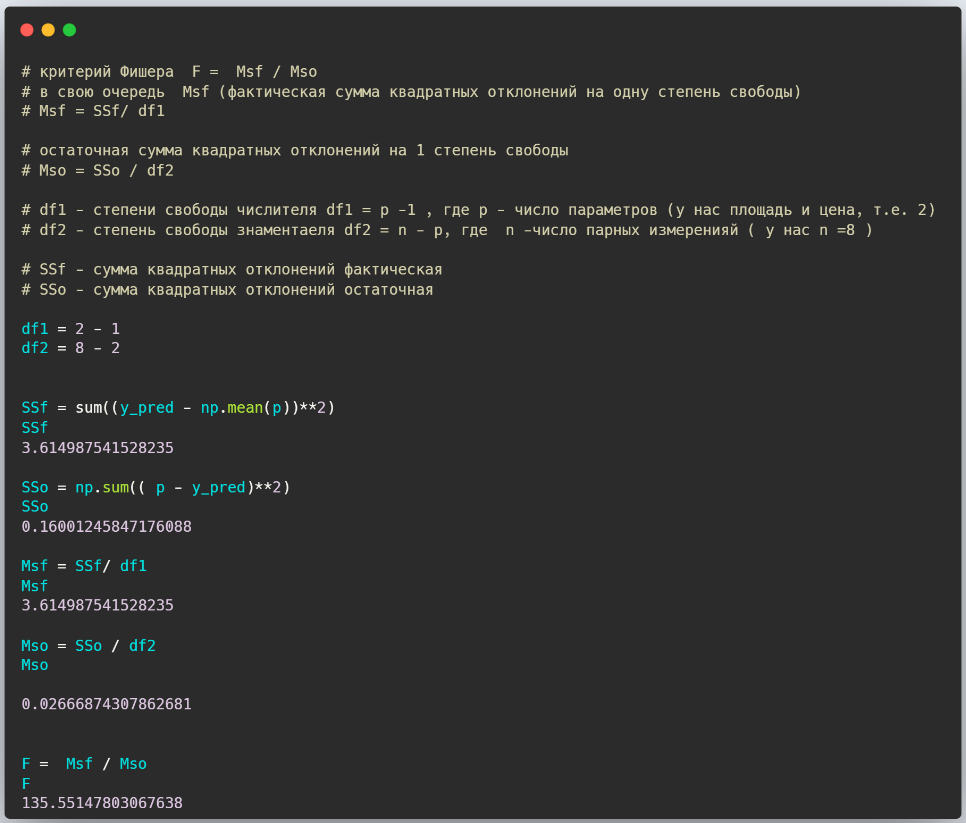 # критерий Фишера  F =  Msf / Mso
# в свою очередь  Msf (фактическая сумма квадратных отклонений на одну степень свободы)
# Msf = SSf/ df1
# остаточная сумма квадратных отклонений на 1 степень свободы
# Mso = SSo / df2
# df1 - степени свободы числителя df1 = p -1 , где p - число параметров (у нас площадь и цена, т.е. 2)
# df2 - степень свободы знаментаеля df2 = n - p, где  n -число парных измеренияй ( у нас n =8 )
# SSf - сумма квадратных отклонений фактическая
# SSo - сумма квадратных отклонений остаточная
df1 = 2 - 1
df2 = 8 - 2
SSf = sum((y_pred - np.mean(p))**2)
SSf
3.614987541528235
SSo = np.sum(( p - y_pred)**2)
SSo
0.16001245847176088
Msf = SSf/ df1
Msf
3.614987541528235
Mso = SSo / df2
Mso
0.02666874307862681
F =  Msf / Mso
F
135.55147803067638